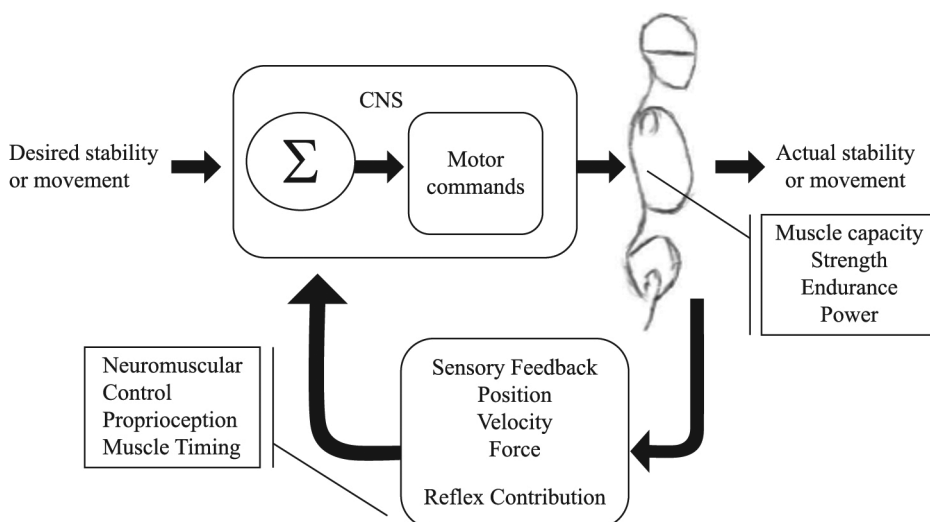 CNS
Desired stability
or movement
Σ
Motor
commands
Actual stability
or movement
Muscle capacity
Strength
Endurance
Power
Neuromuscular
Control
Proprioception
Muscle Timing
Sensory Feedback
Position
Velocity
Force
Reflex Contribution